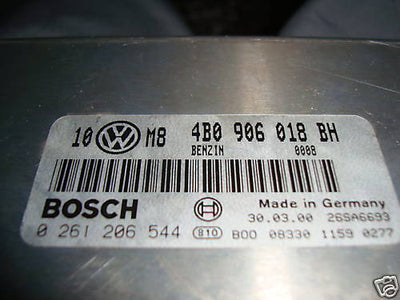 10 VW M8 4B0 906 018 BH
BENZIN 0008
BOSCH Made in Germany
30.03.00 26SA6693
0 261 206 544 810 B00 08330 1159 0277